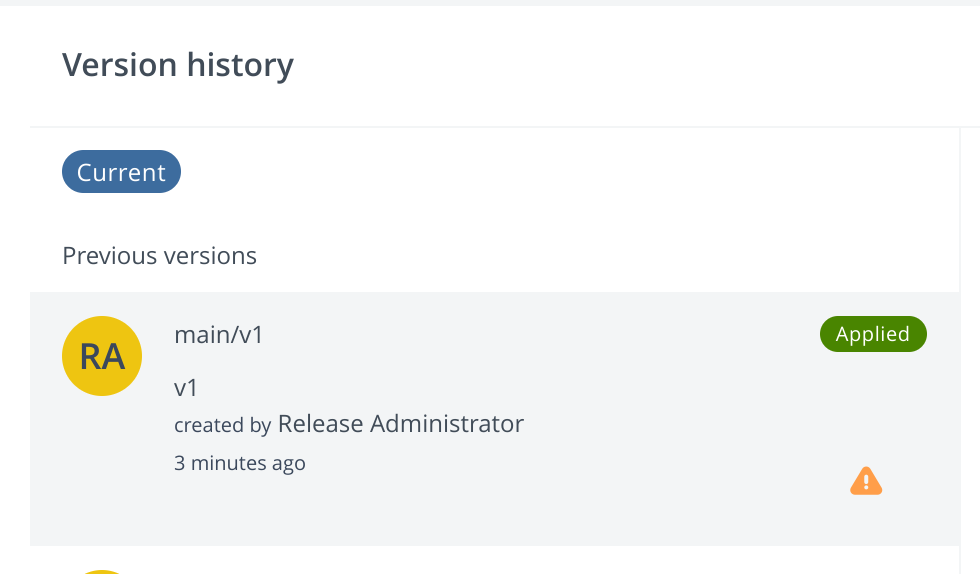 Version history
Current
Previous versions
RA
main/v1
Applied
v1
created by Release Administrator
3 minutes ago